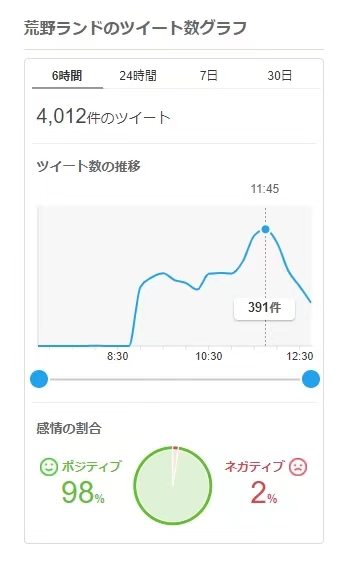 荒野ランドのツイート数グラフ
6時間 24時間 7日 30日
4,012件のツイート
ツイート数の推移
11:45
391件
8:30 10:30 12:30
感情の割合
ポジティブ ネガティブ
98% 2%